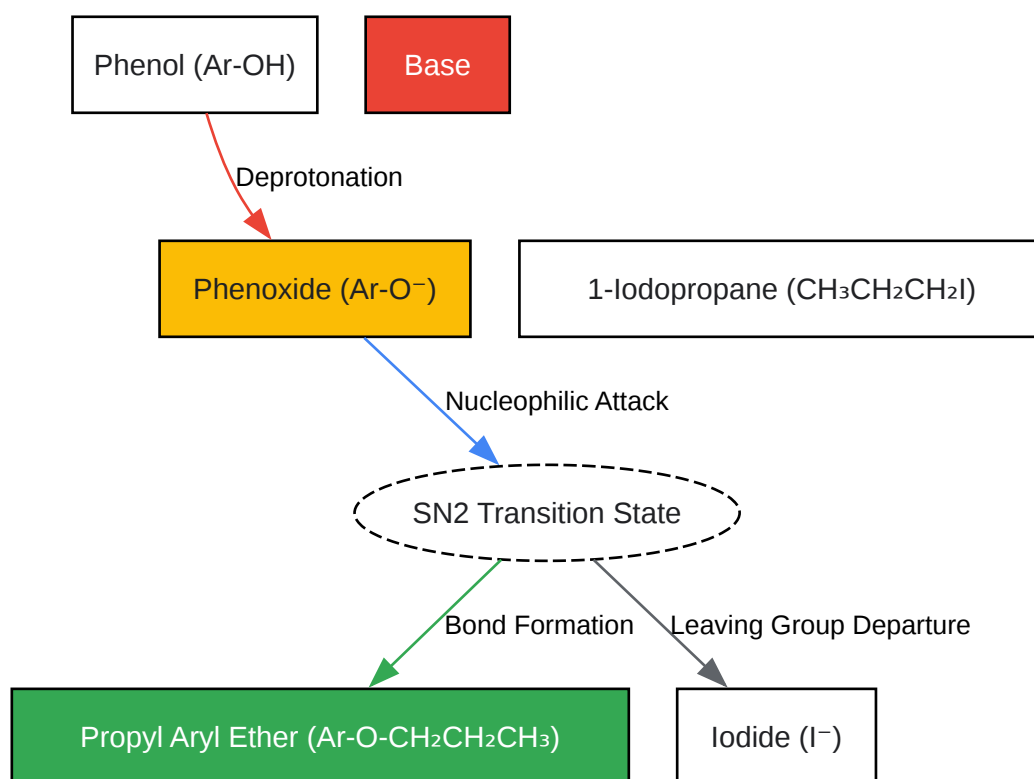 Phenol (Ar-OH)
Base
Deprotonation
Phenoxide (Ar-O⁻)
1-Iodopropane (CH₃CH₂CH₂I)
Nucleophilic Attack
SN2 Transition State
Bond Formation
Leaving Group Departure
Propyl Aryl Ether (Ar-O-CH₂CH₂CH₃)
Iodide (I⁻)